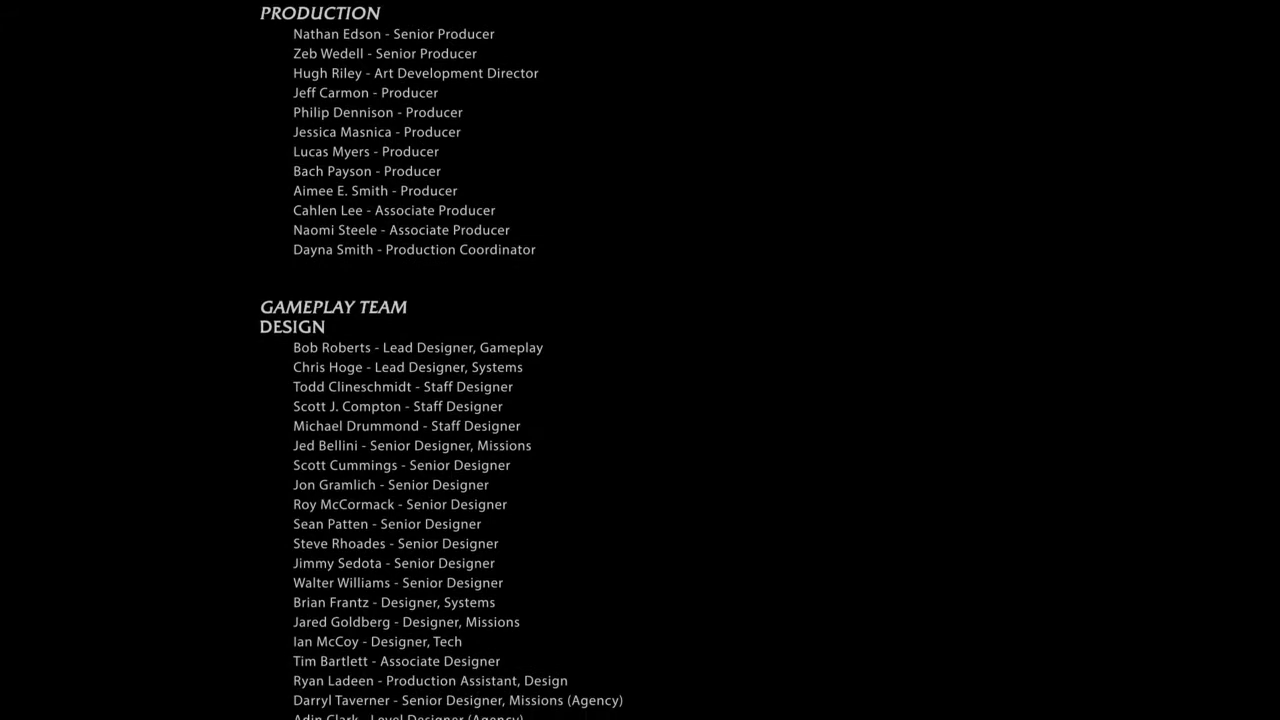 PRODUCTION
Nathan Edson - Senior Producer
Zeb Wedell - Senior Producer
Hugh Riley - Art Development Director
Jeff Carmon - Producer
Philip Dennison - Producer
Jessica Masnica - Producer
Lucas Myers - Producer
Bach Payson - Producer
Aimee E. Smith - Producer
Cahlen Lee - Associate Producer
Naomi Steele - Associate Producer
Dayna Smith - Production Coordinator
GAMEPLAY TEAM
DESIGN
Bob Roberts - Lead Designer, Gameplay
Chris Hoge - Lead Designer, Systems
Todd Clineschmidt - Staff Designer
Scott J. Compton - Staff Designer
Michael Drummond - Staff Designer
Jed Bellini - Senior Designer, Missions
Scott Cummings - Senior Designer
Jon Gramlich - Senior Designer
Roy McCormack - Senior Designer
Sean Patten - Senior Designer
Steve Rhoades - Senior Designer
Jimmy Sedota - Senior Designer
Walter Williams - Senior Designer
Brian Frantz - Designer, Systems
Jared Goldberg - Designer, Missions
Ian McCoy - Designer, Tech
Tim Bartlett - Associate Designer
Ryan Ladeen - Production Assistant, Design
Darryl Taverner - Senior Designer, Missions (Agency)
Adin Clark - Level Designer (Agency)